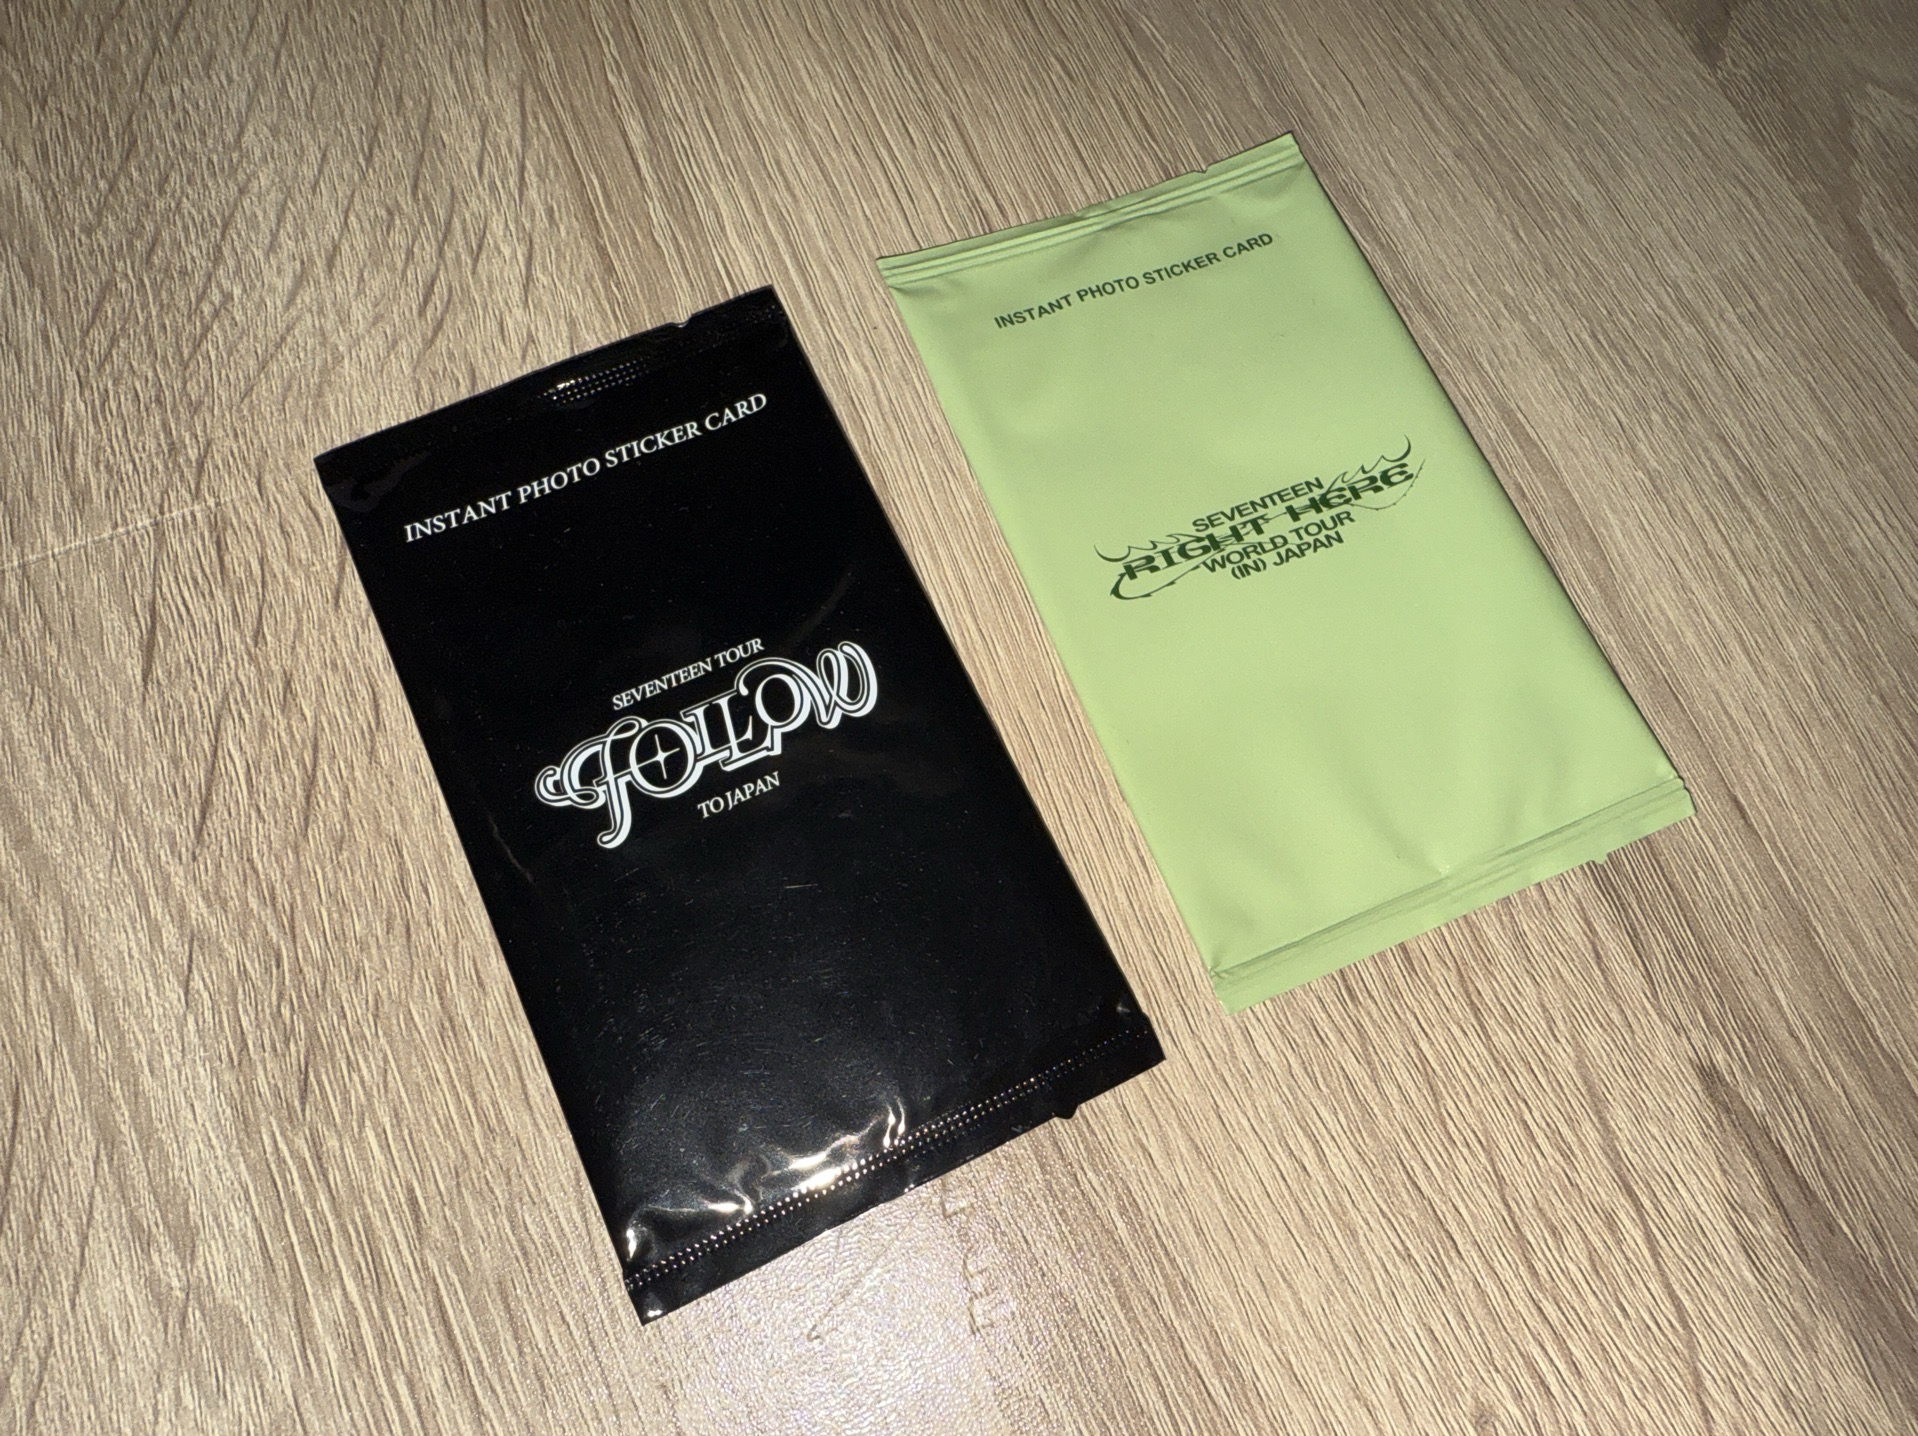 INSTANT PHOTO STICKER CARD
SEVENTEEN TOUR
FOLLOW
TO JAPAN
INSTANT PHOTO STICKER CARD
SEVENTEEN
RIGHT HERE
WORLD TOUR
(IN) JAPAN